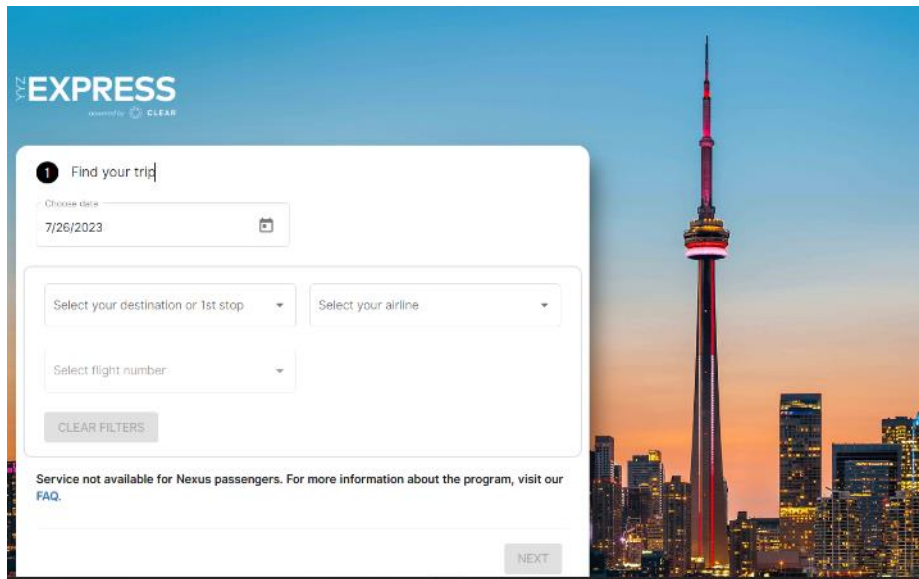 YYZ EXPRESS
powered by CLEAR
1 Find your trip
Choose date
7/26/2023
Select your destination or 1st stop
Select your airline
Select flight number
CLEAR FILTERS
Service not available for Nexus passengers. For more information about the program, visit our
FAQ.
NEXT